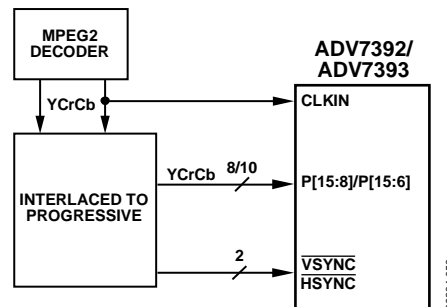 MPEG2
DECODER
YCrCb
INTERLACED TO
PROGRESSIVE
YCrCb
8/10
2
ADV7392/
ADV7393
CLKIN
P[15:8]/P[15:6]
VSYNC
HSYNC